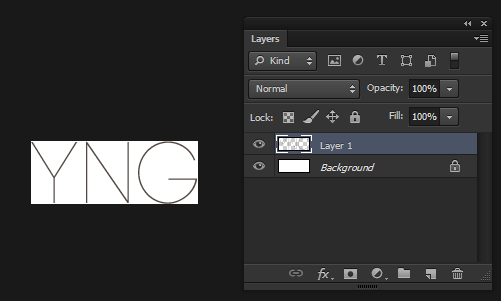 YNG
Layers
Kind
Normal
Opacity: 100%
Lock:
Fill: 100%
Layer 1
Background
fx